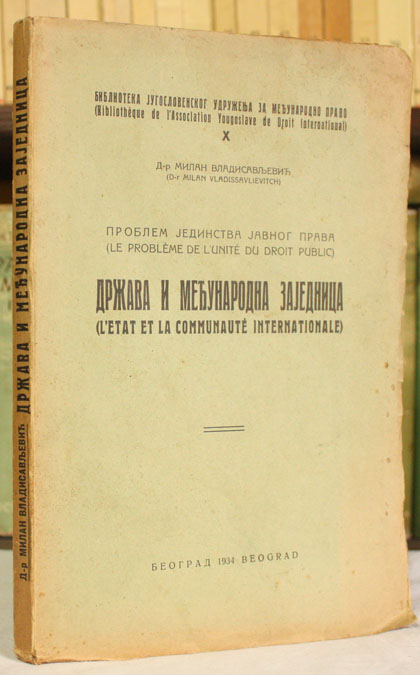 БИБЛИОТЕКА ЈУГОСЛОВЕНСКОГ УДРУЖЕЊА ЗА МЕЂУНАРОДНО ПРАВО
(Bibliothèque de l'Association Yougoslave de Droit International)
X
Д-р МИЛАН ВЛАДИСАВЉЕВИЋ
(D-r MILAN VLADISSAVLIEVITCH)
ПРОБЛЕМ ЈЕДИНСТВА ЈАВНОГ ПРАВА
(LE PROBLÈME DE L'UNITÉ DU DROIT PUBLIC)
ДРЖАВА И МЕЂУНАРОДНА ЗАЈЕДНИЦА
(L'ETAT ET LA COMMUNAUTÉ INTERNATIONALE)
БЕОГРАД 1934 BEOGRAD
Д-р МИЛАН ВЛАДИСАВЉЕВИЋ ДРЖАВА И МЕЂУНАРОДНА ЗАЈЕДНИЦА